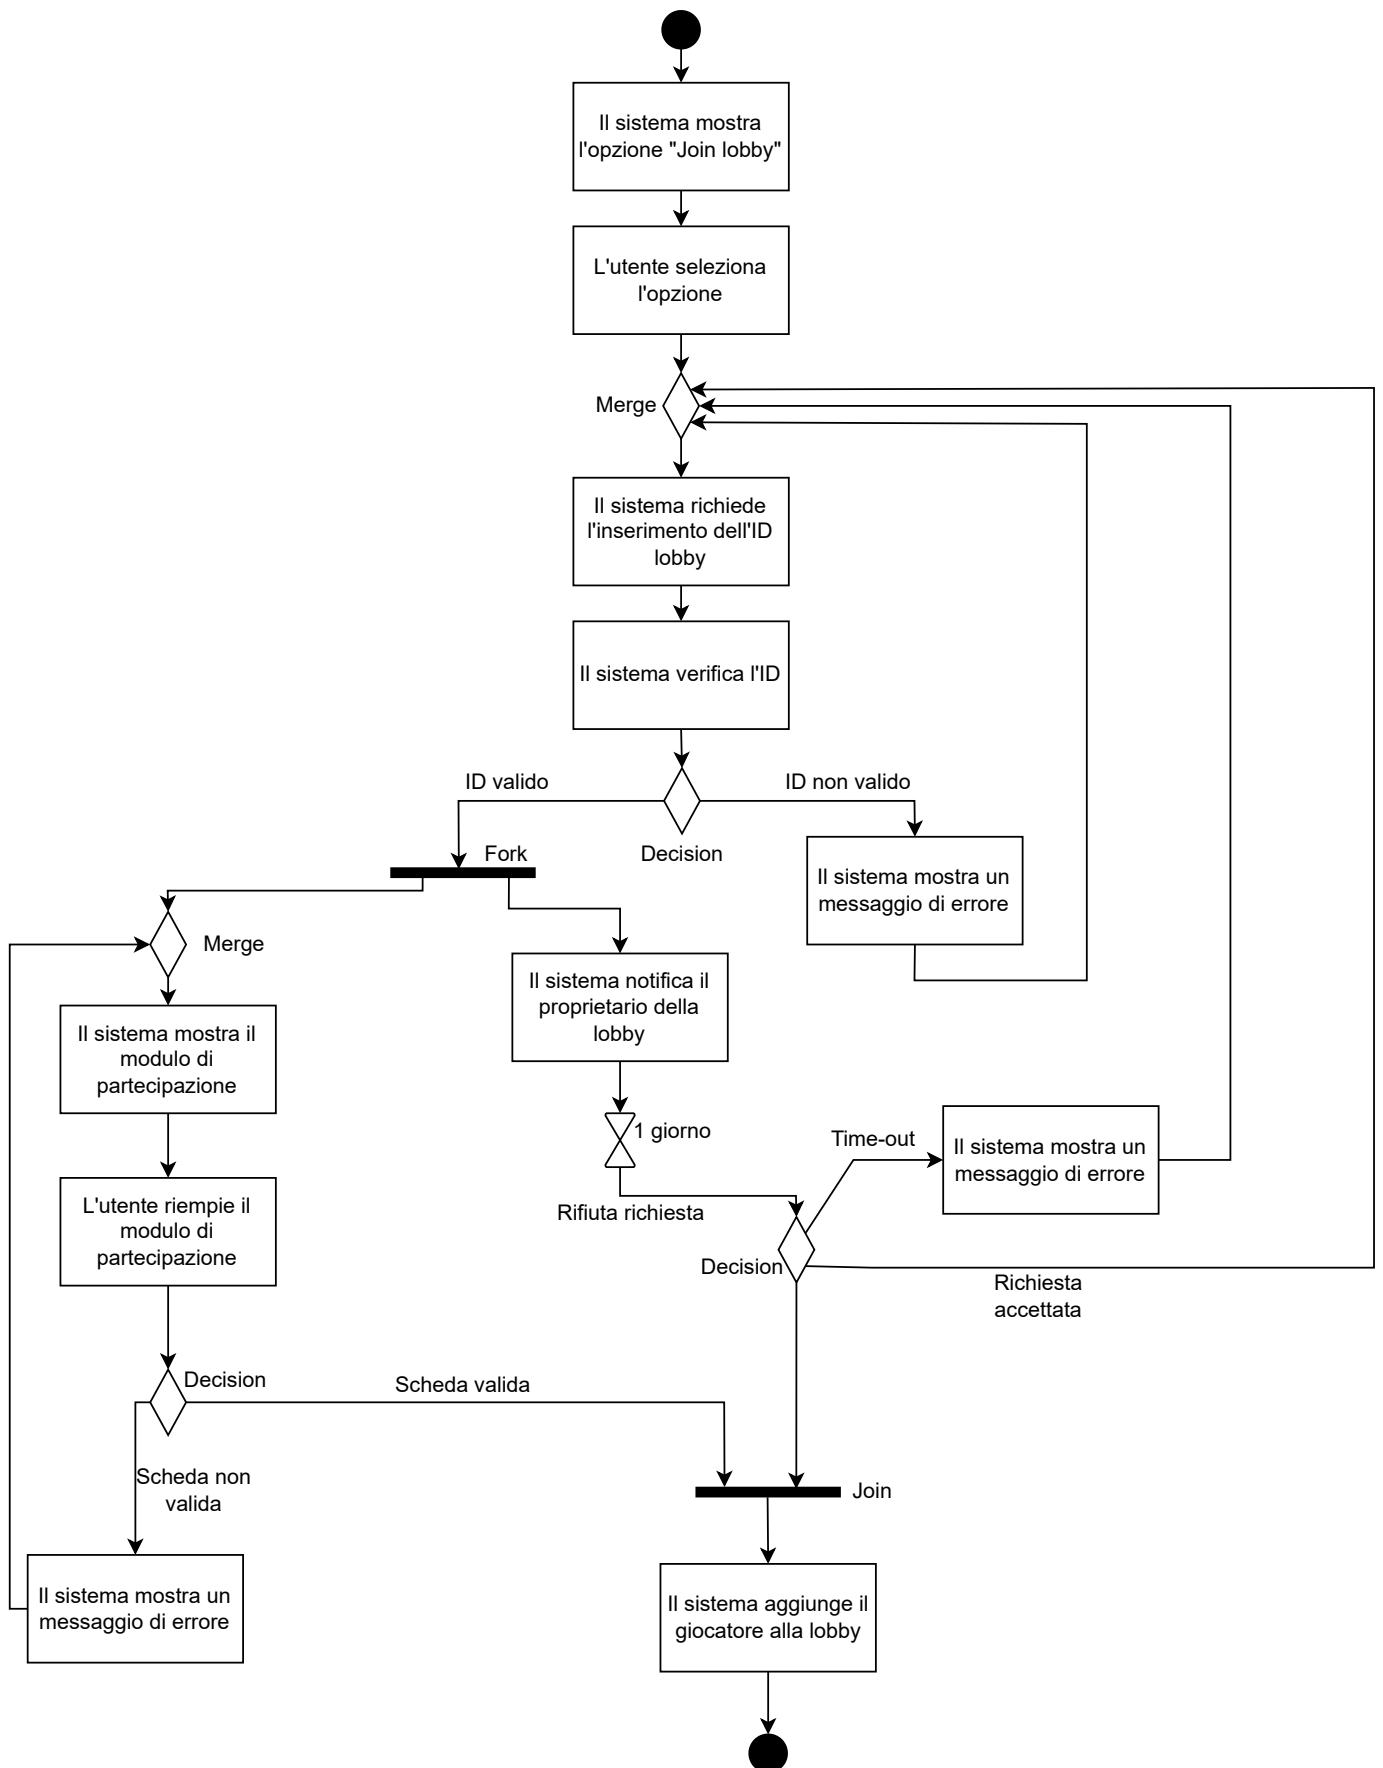 Il sistema mostra
l'opzione "Join lobby"
L'utente seleziona
l'opzione
Merge
Il sistema richiede
l'inserimento dell'ID
lobby
Il sistema verifica l'ID
ID valido
ID non valido
Decision
Fork
Il sistema mostra un
messaggio di errore
Merge
Il sistema notifica il
proprietario della
lobby
Il sistema mostra il
modulo di
partecipazione
1 giorno
Time-out
Il sistema mostra un
messaggio di errore
L'utente riempie il
modulo di
partecipazione
Rifiuta richiesta
Decision
Richiesta
accettata
Decision
Scheda valida
Scheda non
valida
Join
Il sistema mostra un
messaggio di errore
Il sistema aggiunge il
giocatore alla lobby